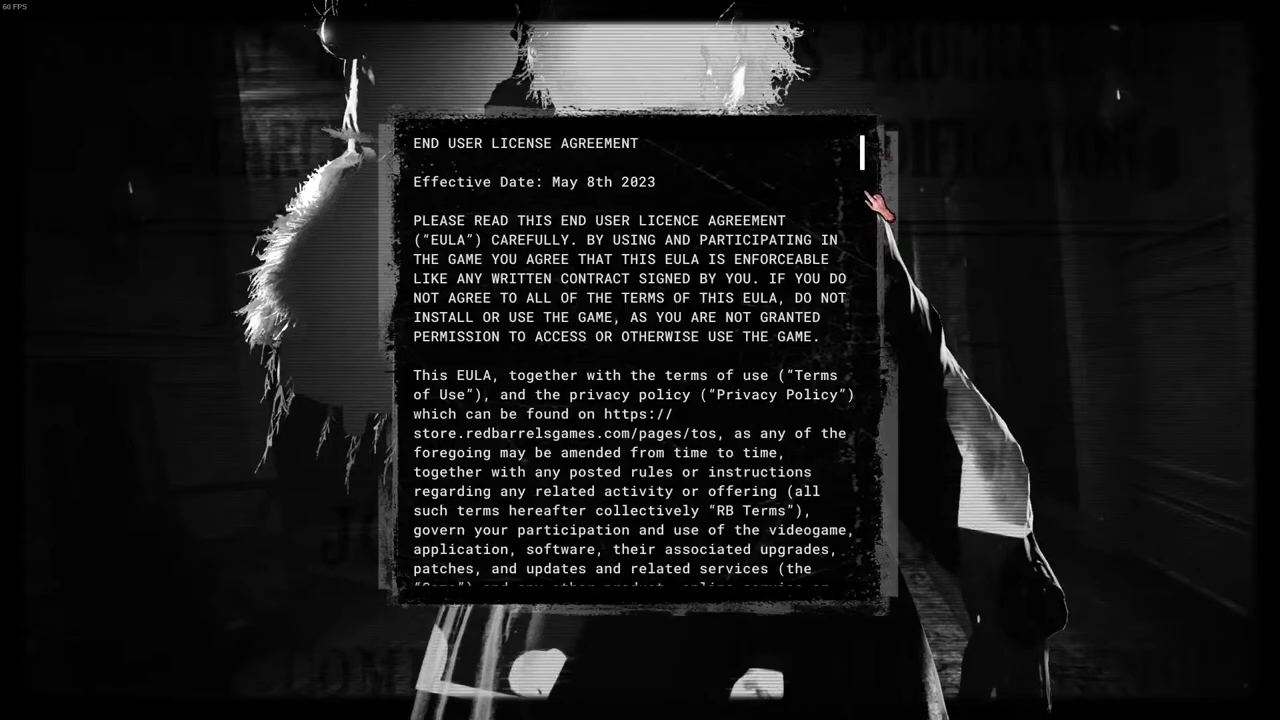 60 FPS
END USER LICENSE AGREEMENT
Effective Date: May 8th 2023
PLEASE READ THIS END USER LICENCE AGREEMENT
(“EULA”) CAREFULLY. BY USING AND PARTICIPATING IN
THE GAME YOU AGREE THAT THIS EULA IS ENFORCEABLE
LIKE ANY WRITTEN CONTRACT SIGNED BY YOU. IF YOU DO
NOT AGREE TO ALL OF THE TERMS OF THIS EULA, DO NOT
INSTALL OR USE THE GAME, AS YOU ARE NOT GRANTED
PERMISSION TO ACCESS OR OTHERWISE USE THE GAME.
This EULA, together with the terms of use (“Terms
of Use”), and the privacy policy (“Privacy Policy”)
which can be found on https://
store.redbarrelsgames.com/pages/tos, as any of the
foregoing may be amended from time to time,
together with any posted rules or instructions
regarding any related activity or offering (all
such terms hereafter collectively “RB Terms”),
govern your participation and use of the videogame,
application, software, their associated upgrades,
patches, and updates and related services (the